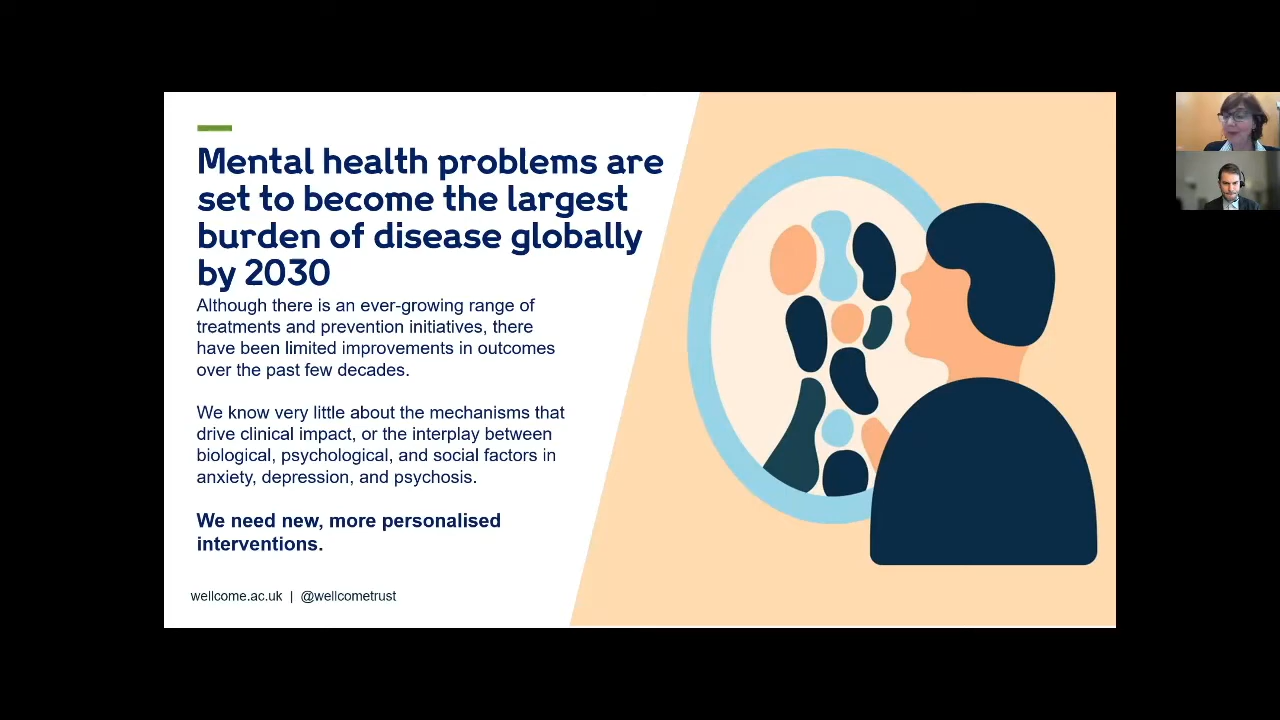 Mental health problems are
set to become the largest
burden of disease globally
by 2030
Although there is an ever-growing range of
treatments and prevention initiatives, there
have been limited improvements in outcomes
over the past few decades.
We know very little about the mechanisms that
drive clinical impact, or the interplay between
biological, psychological, and social factors in
anxiety, depression, and psychosis.
We need new, more personalised
interventions.
wellcome.ac.uk | @wellcometrust